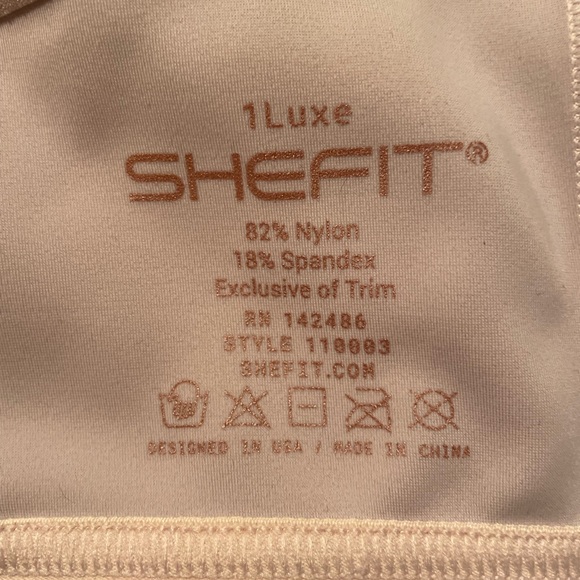 1Luxe
SHEFIT®
82% Nylon
18% Spandex
Exclusive of Trim
RN 142486
STYLE 110003
SHEFIT.COM
DESIGNED IN USA / MADE IN CHINA